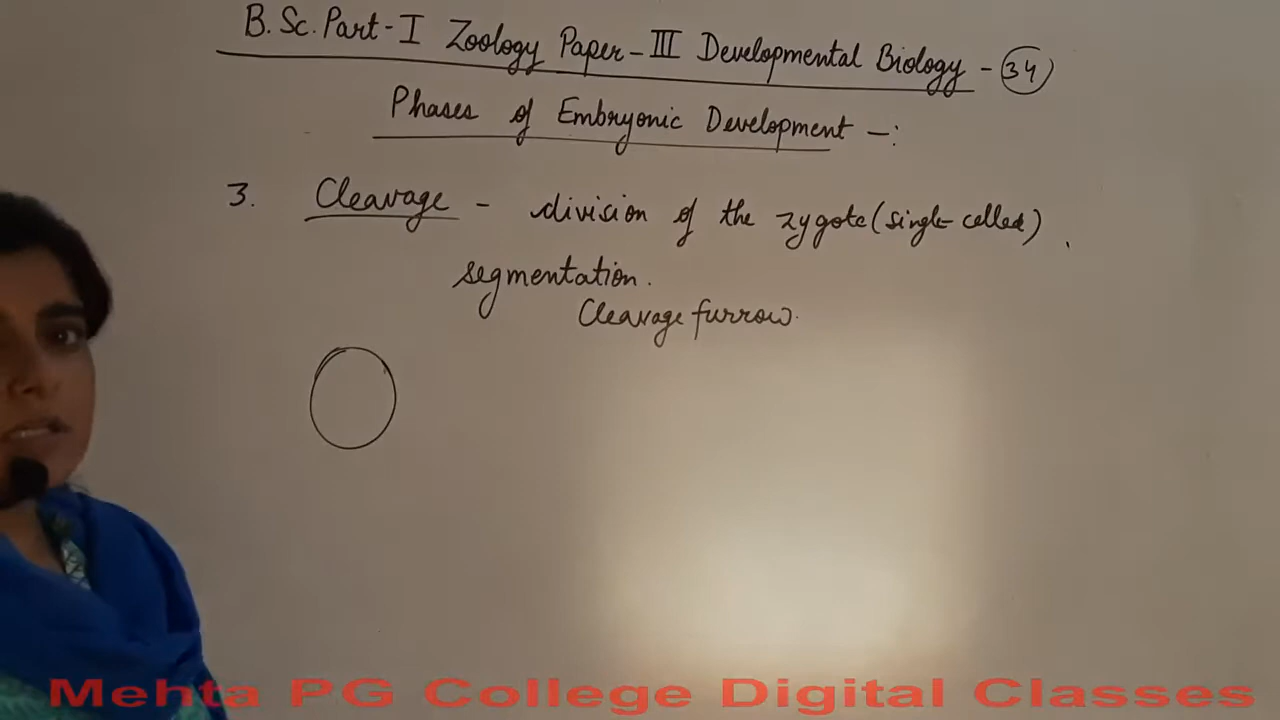 B. Sc. Part - I Zoology Paper - III Developmental Biology - 34
Phases of Embryonic Development -:
3. Cleavage - division of the zygote (single celled)
segmentation.
Cleavage furrow.
Mehta PG College Digital Classes